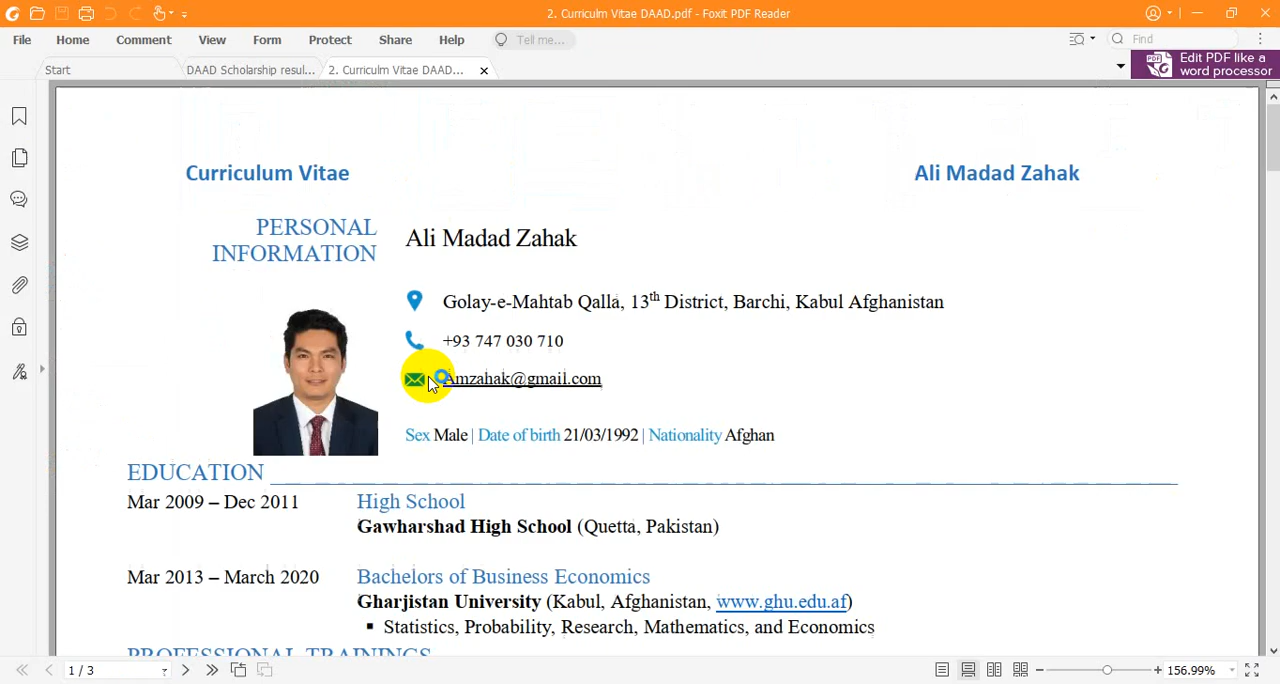 2. Curriculm Vitae DAAD.pdf - Foxit PDF Reader
File Home Comment View Form Protect Share Help Tell me... Find
Start DAAD Scholarship resul... 2. Curriculm Vitae DAAD... Edit PDF like a
word processor
Curriculum Vitae Ali Madad Zahak
PERSONAL
INFORMATION
Ali Madad Zahak
Golay-e-Mahtab Qalla, 13th District, Barchi, Kabul Afghanistan
+93 747 030 710
Amzahak@gmail.com
Sex Male | Date of birth 21/03/1992 | Nationality Afghan
EDUCATION
Mar 2009 – Dec 2011 High School
Gawharshad High School (Quetta, Pakistan)
Mar 2013 – March 2020 Bachelors of Business Economics
Gharjistan University (Kabul, Afghanistan, www.ghu.edu.af)
▪ Statistics, Probability, Research, Mathematics, and Economics
PROFESSIONAL TRAININGS
1 / 3 156.99%